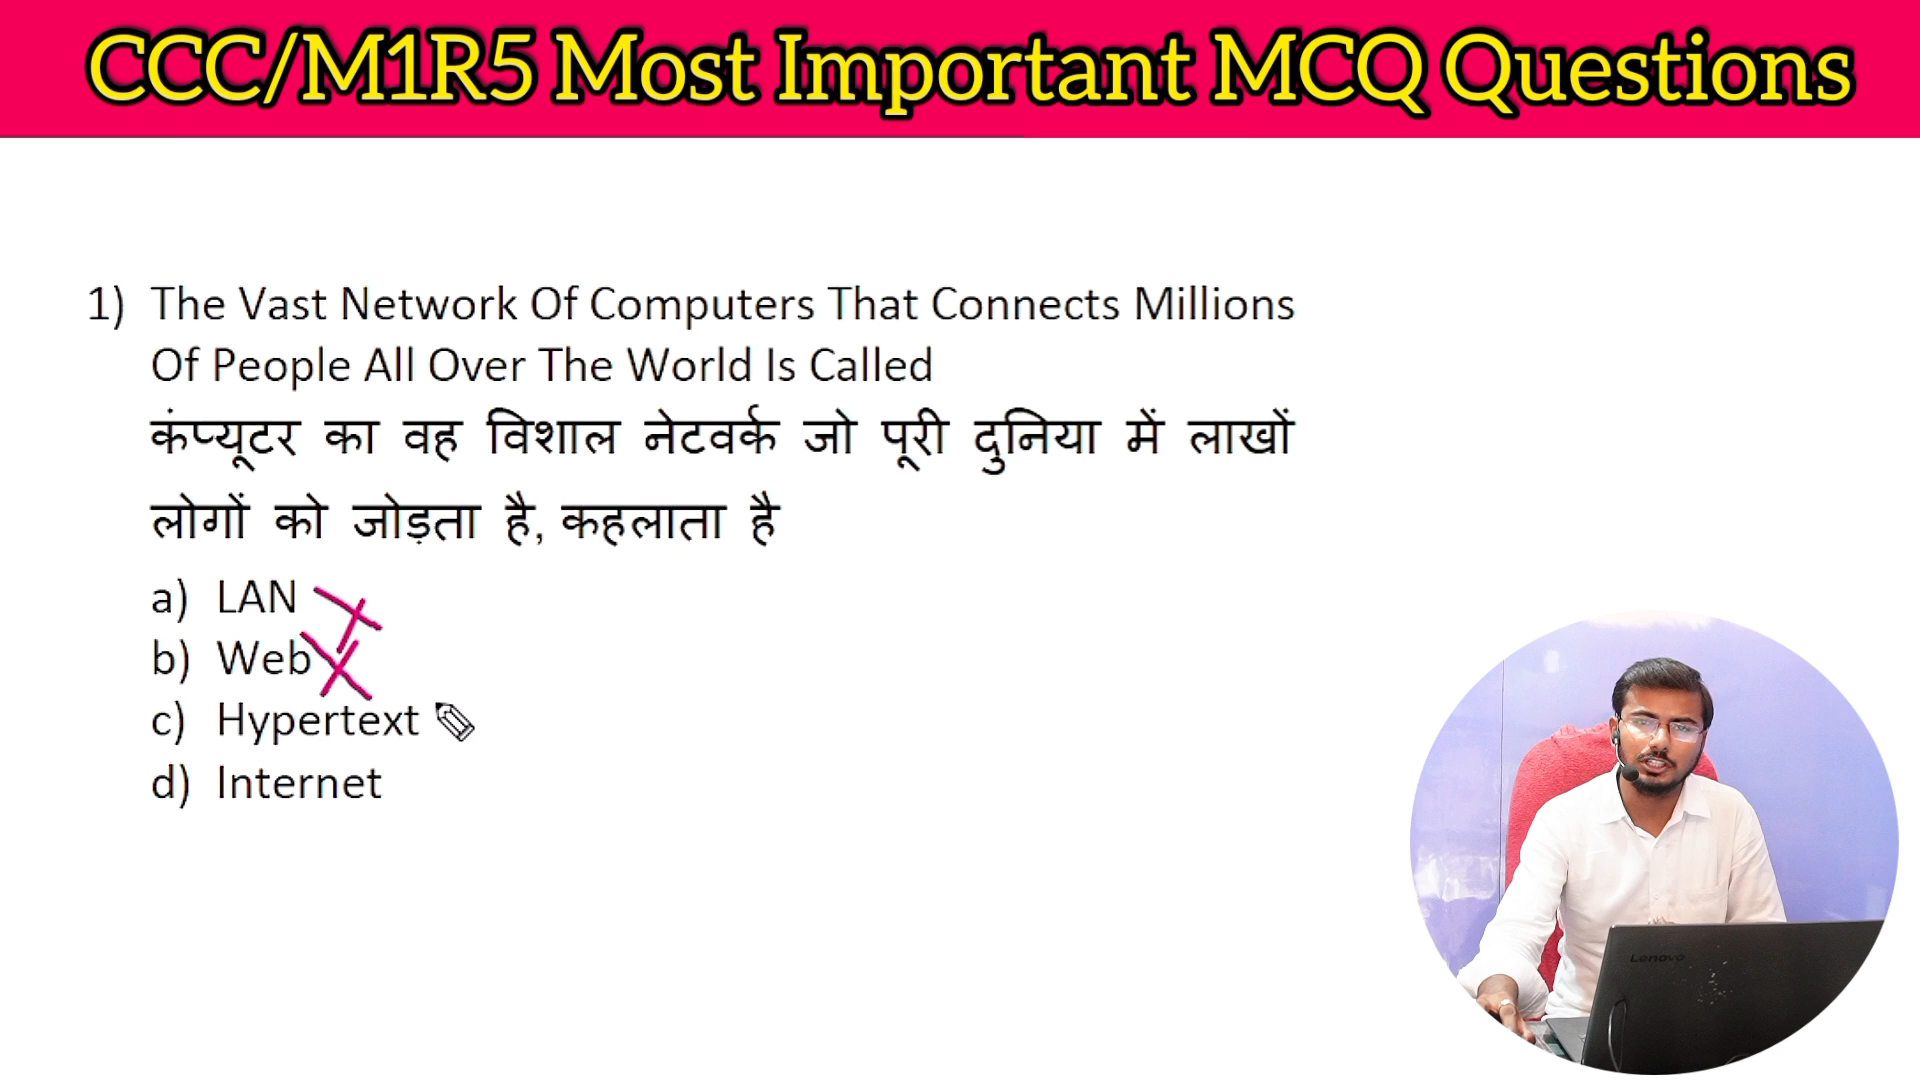 CCC/M1R5 Most Important MCQ Questions
1) The Vast Network Of Computers That Connects Millions
Of People All Over The World Is Called
कंप्यूटर का वह विशाल नेटवर्क जो पूरी दुनिया में लाखों
लोगों को जोड़ता है, कहलाता है
a) LAN
b) Web
c) Hypertext
d) Internet
Lenovo